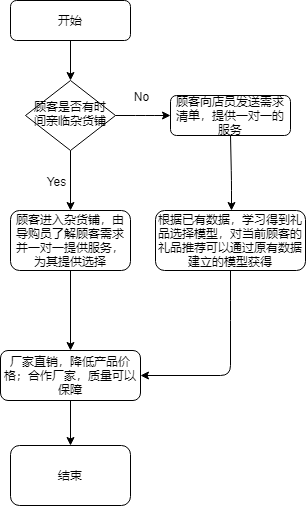 开始
顾客是否有时
间亲临杂货铺
No
顾客向店员发送需求
清单，提供一对一的
服务
Yes
顾客进入杂货铺，由
导购员了解顾客需求
并一对一提供服务，
为其提供选择
根据已有数据，学习得到礼
品选择模型，对当前顾客的
礼品推荐可以通过原有数据
建立的模型获得
厂家直销，降低产品价
格；合作厂家，质量可以
保障
结束